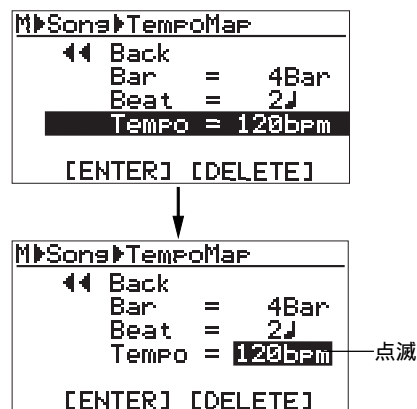 M▶Song▶TempoMap
◀◀ Back
Bar = 4Bar
Beat = 2♩
Tempo = 120bpm
[ENTER] [DELETE]
M▶Song▶TempoMap
◀◀ Back
Bar = 4Bar
Beat = 2♩
Tempo = 120bpm 点滅
[ENTER] [DELETE]